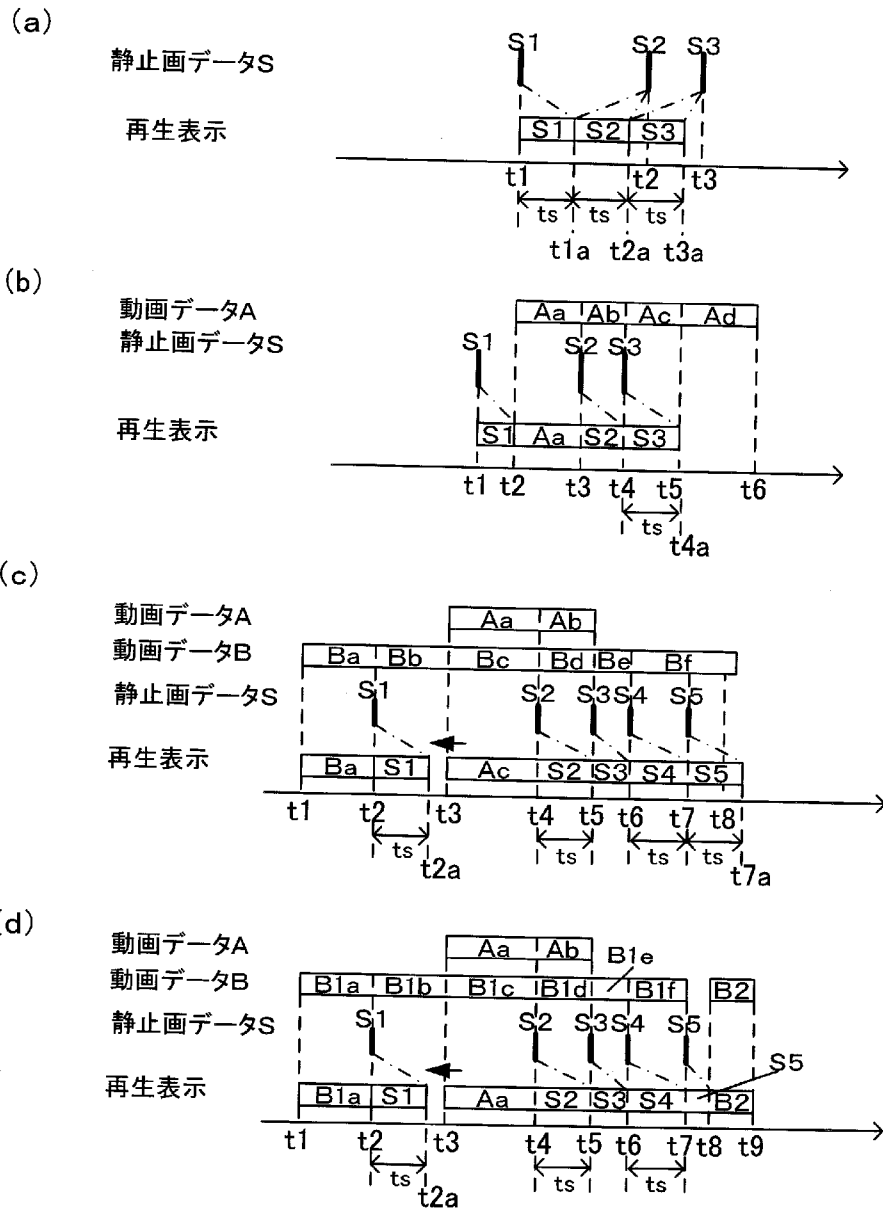 (a)
静止画データS
S1 S2 S3
再生表示
S1 S2 S3
t1 t2 t3
ts ts ts
t1a t2a t3a
(b)
動画データA
Aa Ab Ac Ad
静止画データS
S1 S2 S3
再生表示
S1 Aa S2 S3
t1 t2 t3 t4 t5 t6
ts
t4a
(c)
動画データA
Aa Ab
動画データB
Ba Bb Bc Bd Be Bf
静止画データS
S1 S2 S3 S4 S5
再生表示
Ba S1 Ac S2 S3 S4 S5
t1 t2 t3 t4 t5 t6 t7 t8
ts ts ts ts
t2a t7a
(d)
動画データA
Aa Ab
B1e
動画データB
B1a B1b B1c B1d B1f B2
静止画データS
S1 S2 S3 S4 S5
S5
再生表示
B1a S1 Aa S2 S3 S4 B2
t1 t2 t3 t4 t5 t6 t7 t8 t9
ts ts ts
t2a